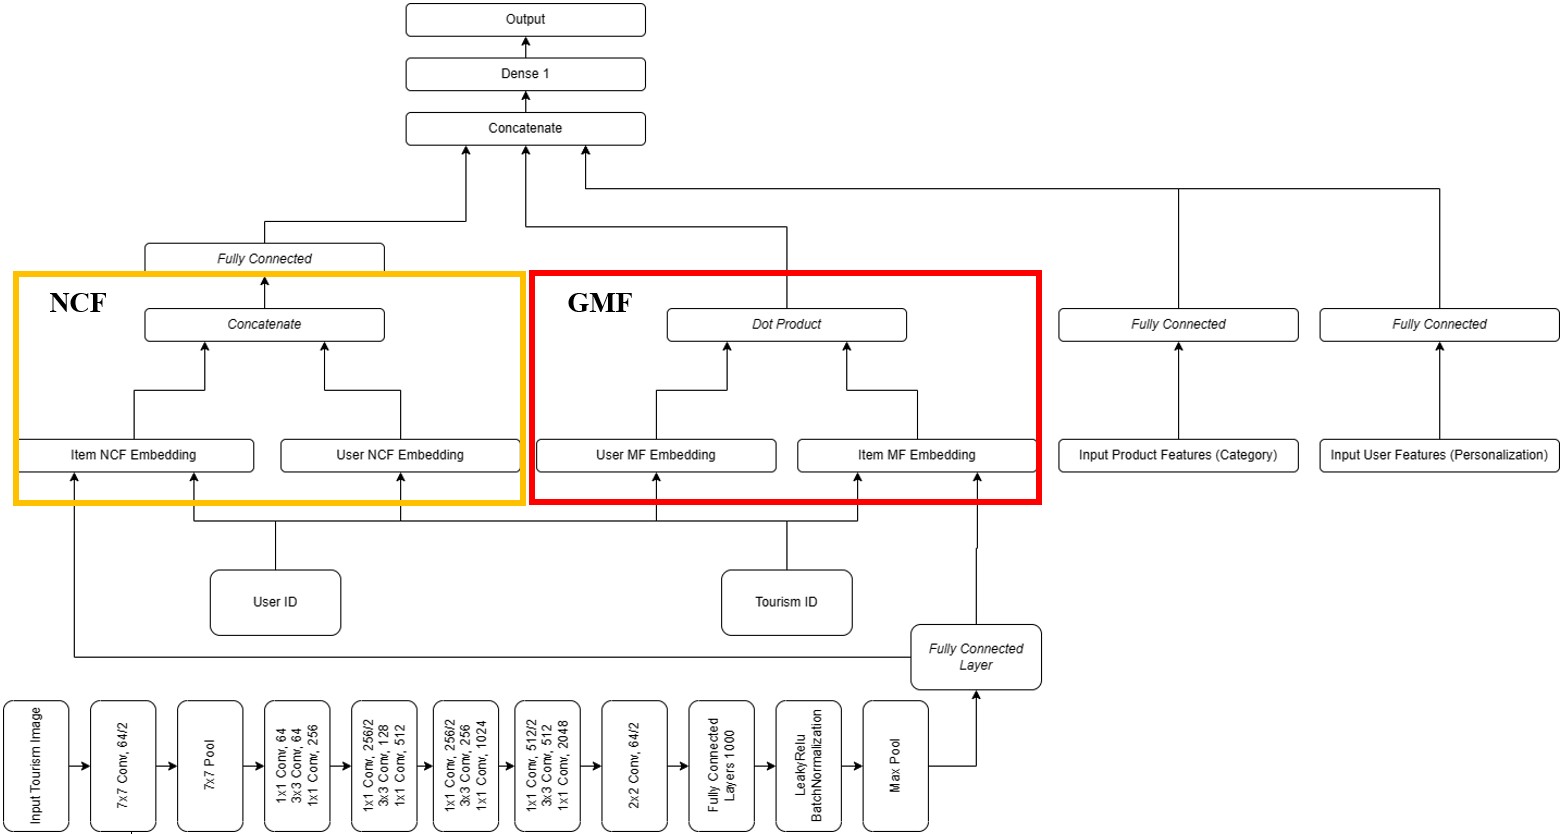 Output
Dense 1
Concatenate
Fully Connected
NCF
GMF
Concatenate
Dot Product
Fully Connected
Fully Connected
Item NCF Embedding
User NCF Embedding
User MF Embedding
Item MF Embedding
Input Product Features (Category)
Input User Features (Personalization)
User ID
Tourism ID
Fully Connected
Layer
Input Tourism Image
7x7 Conv, 64/2
7x7 Pool
1x1 Conv, 64
3x3 Conv, 64
1x1 Conv, 256
1x1 Conv, 256/2
3x3 Conv, 128
1x1 Conv, 512
1x1 Conv, 256/2
3x3 Conv, 256
1x1 Conv, 1024
1x1 Conv, 512/2
3x3 Conv, 512
1x1 Conv, 2048
2x2 Conv, 64/2
Fully Connected
Layers 1000
LeakyRelu
BatchNormalization
Max Pool